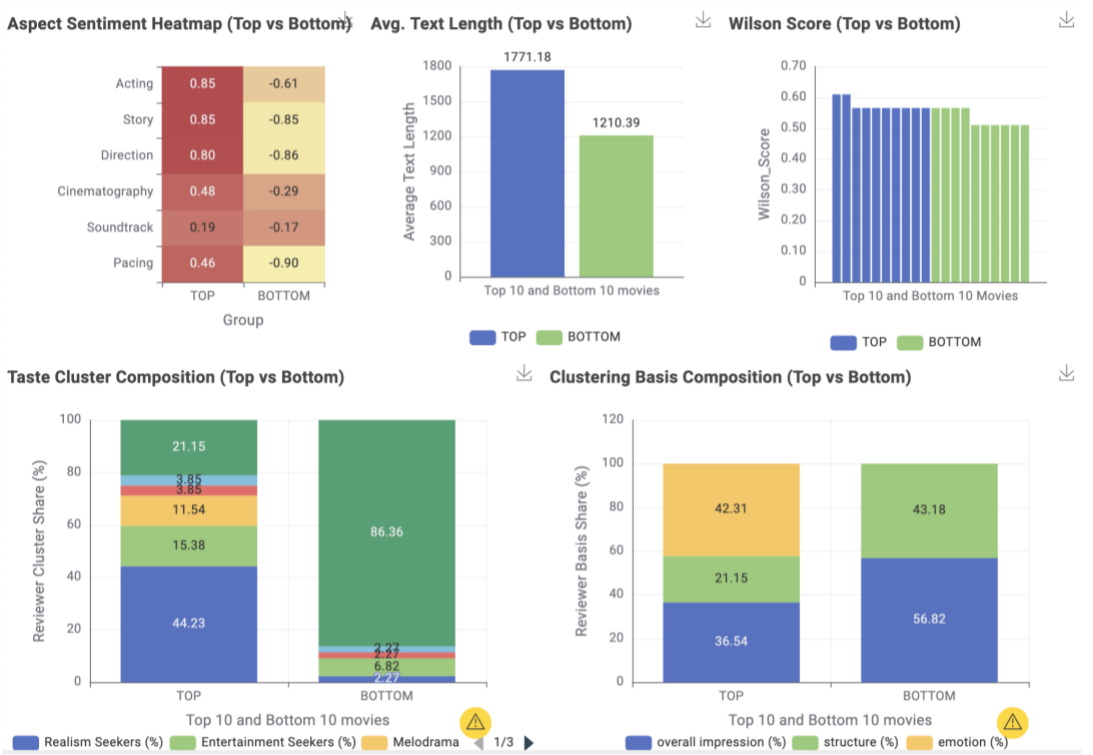 Aspect Sentiment Heatmap (Top vs Bottom)
Acting 0.85 -0.61
Story 0.85 -0.85
Direction 0.80 -0.86
Cinematography 0.48 -0.29
Soundtrack 0.19 -0.17
Pacing 0.46 -0.90
TOP BOTTOM
Group
Avg. Text Length (Top vs Bottom)
Average Text Length
1800
1500
1200
900
600
300
0
1771.18
1210.39
Top 10 and Bottom 10 movies
TOP BOTTOM
Wilson Score (Top vs Bottom)
Wilson_Score
0.70
0.60
0.50
0.40
0.30
0.20
0.10
0
Top 10 and Bottom 10 Movies
TOP BOTTOM
Taste Cluster Composition (Top vs Bottom)
Reviewer Cluster Share (%)
100
80
60
40
20
0
21.15
3.85
3.85
11.54
15.38
44.23
86.36
2.27
2.27
6.82
2.27
TOP BOTTOM
Top 10 and Bottom 10 movies
Realism Seekers (%) Entertainment Seekers (%) Melodrama 1/3
Clustering Basis Composition (Top vs Bottom)
Reviewer Basis Share (%)
120
100
80
60
40
20
0
42.31
21.15
36.54
43.18
56.82
TOP BOTTOM
Top 10 and Bottom 10 movies
overall impression (%) structure (%) emotion (%)